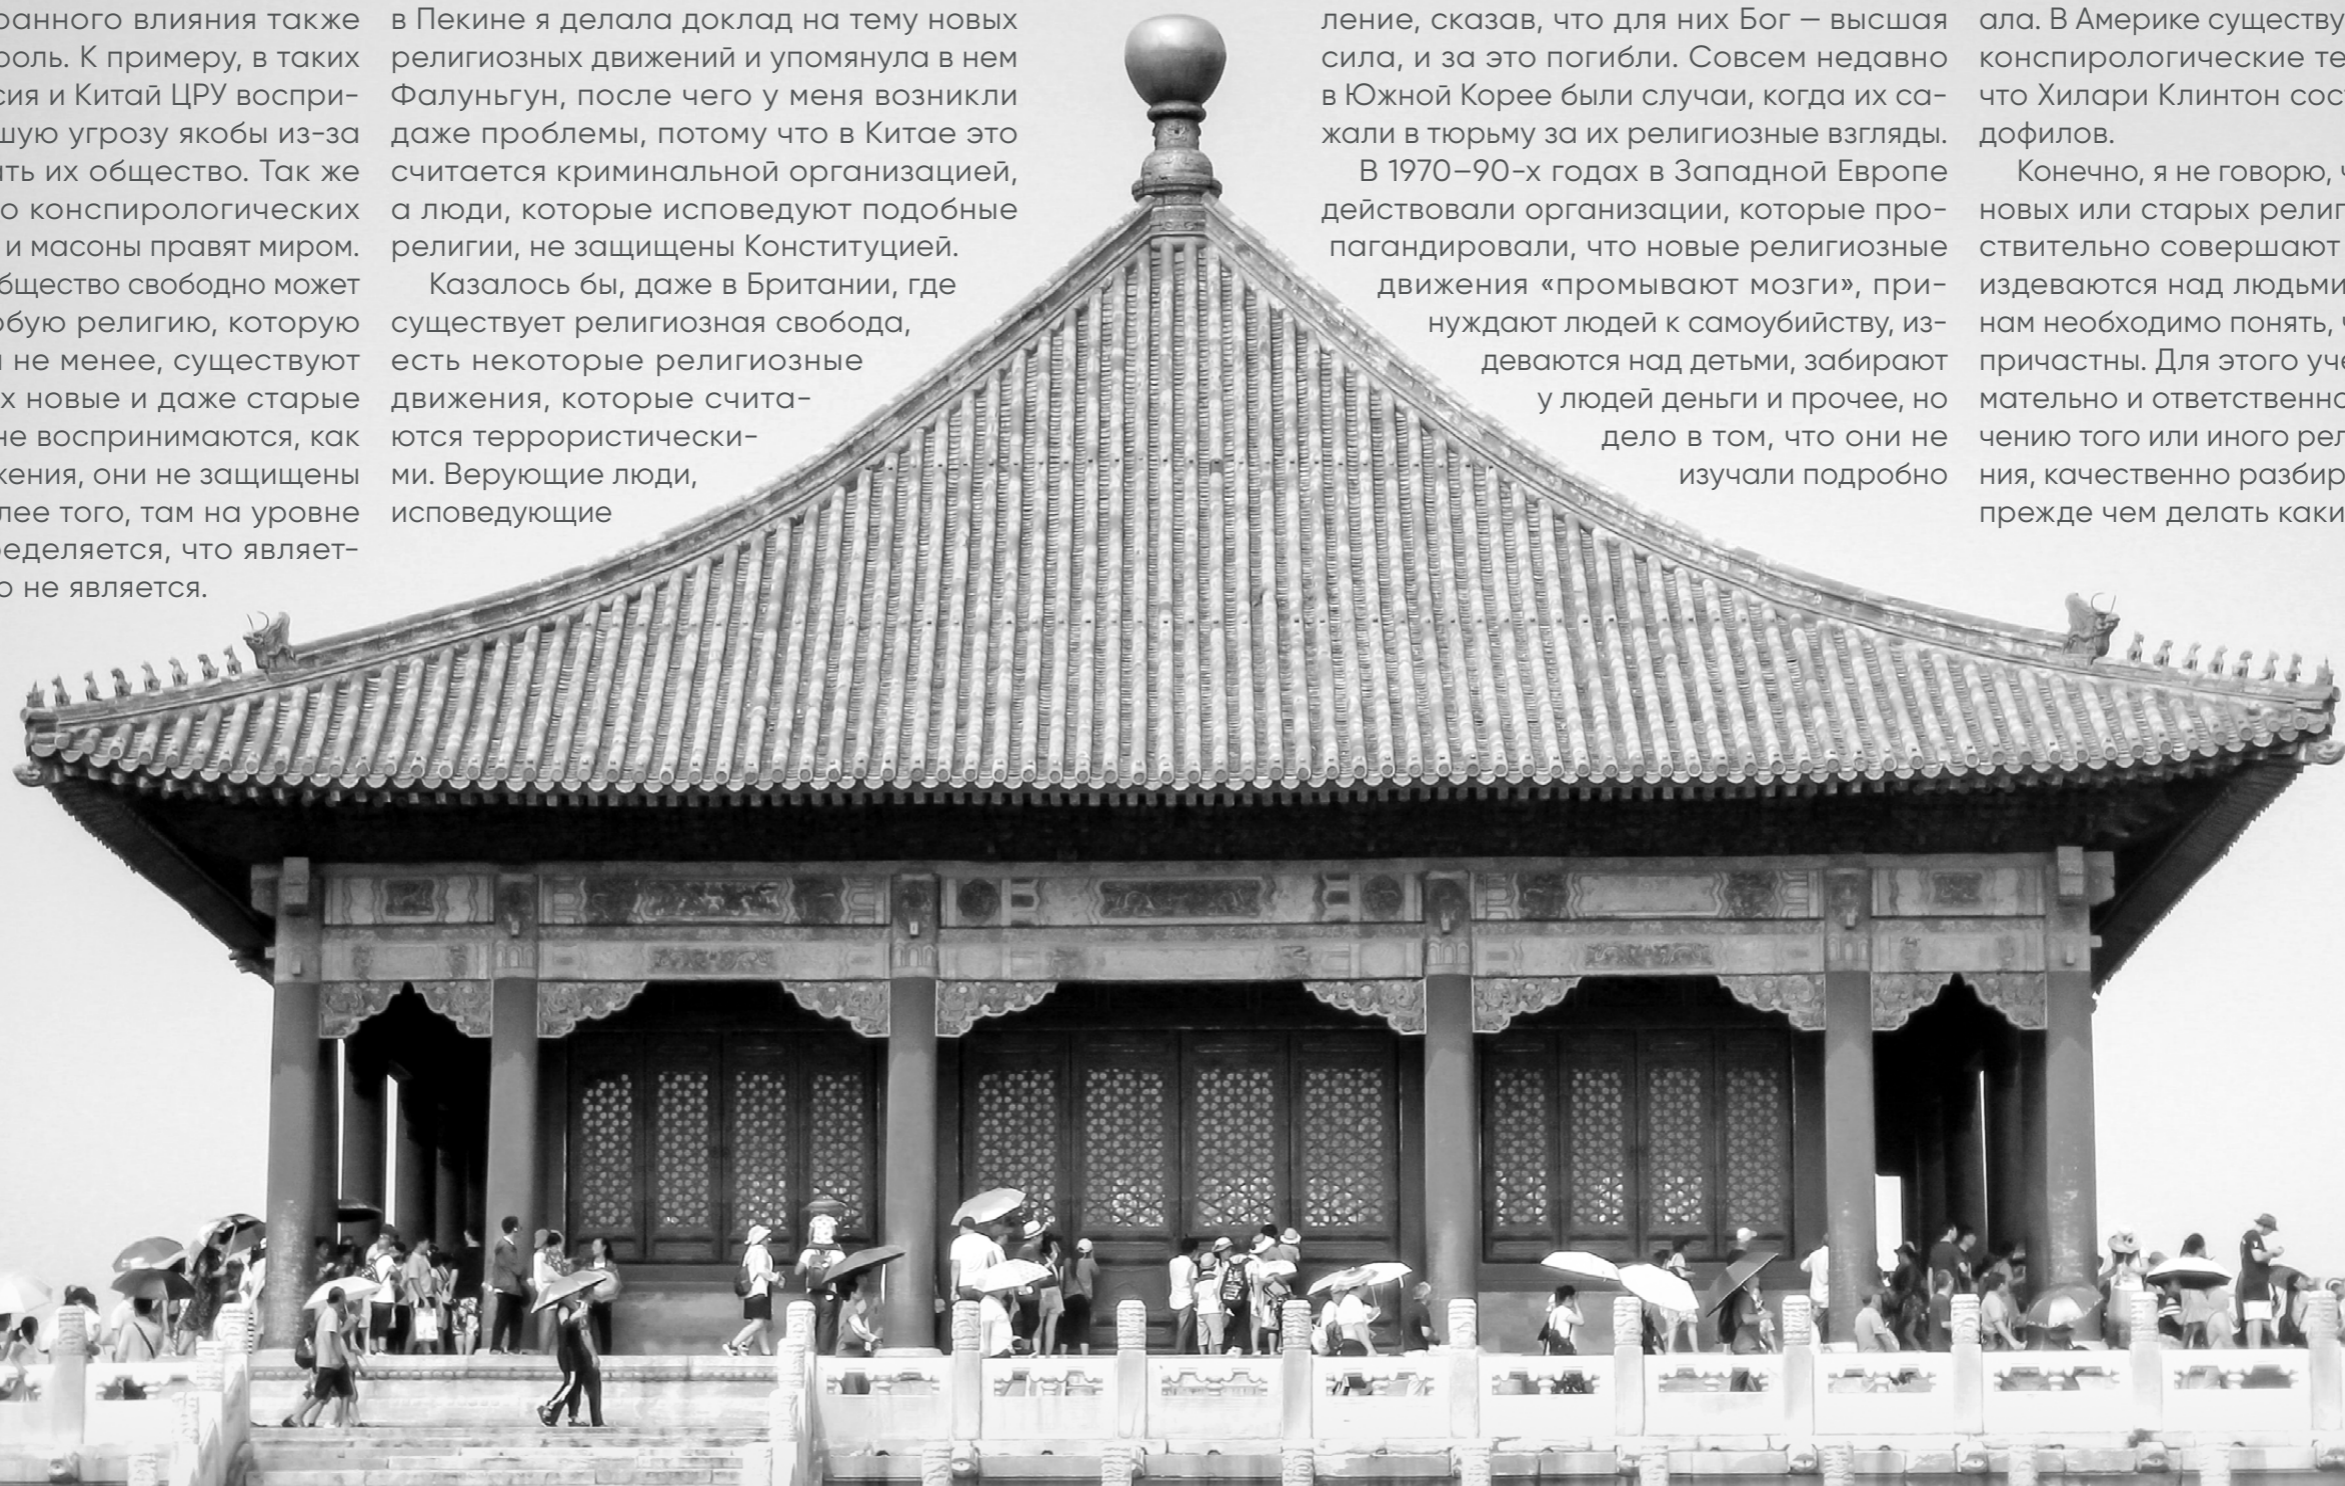 ранного влияния также
роль. К примеру, в таких
сия и Китай ЦРУ воспри-
шую угрозу якобы из-за
ать их общество. Так же
о конспирологических
и масоны правят миром.
бщество свободно может
юбую религию, которую
не менее, существуют
х новые и даже старые
не воспринимаются, как
жения, они не защищены
лее того, там на уровне
ределяется, что являет-
о не является.
в Пекине я делала доклад на тему новых
религиозных движений и упомянула в нем
Фалуньгун, после чего у меня возникли
даже проблемы, потому что в Китае это
считается криминальной организацией,
а люди, которые исповедуют подобные
религии, не защищены Конституцией.
Казалось бы, даже в Британии, где
существует религиозная свобода,
есть некоторые религиозные
движения, которые счита-
ются террористически-
ми. Верующие люди,
исповедующие
ление, сказав, что для них Бог — высшая
сила, и за это погибли. Совсем недавно
в Южной Корее были случаи, когда их са-
жали в тюрьму за их религиозные взгляды.
В 1970–90-х годах в Западной Европе
действовали организации, которые про-
пагандировали, что новые религиозные
движения «промывают мозги», при-
нуждают людей к самоубийству, из-
деваются над детьми, забирают
у людей деньги и прочее, но
дело в том, что они не
изучали подробно
ала. В Америке существу
конспирологические те
что Хилари Клинтон сос
дофилов.
Конечно, я не говорю, ч
новых или старых религ
ствительно совершают
издеваются над людьми
нам необходимо понять, ч
причастны. Для этого уче
мательно и ответственно
чению того или иного рел
ния, качественно разбир
прежде чем делать каки